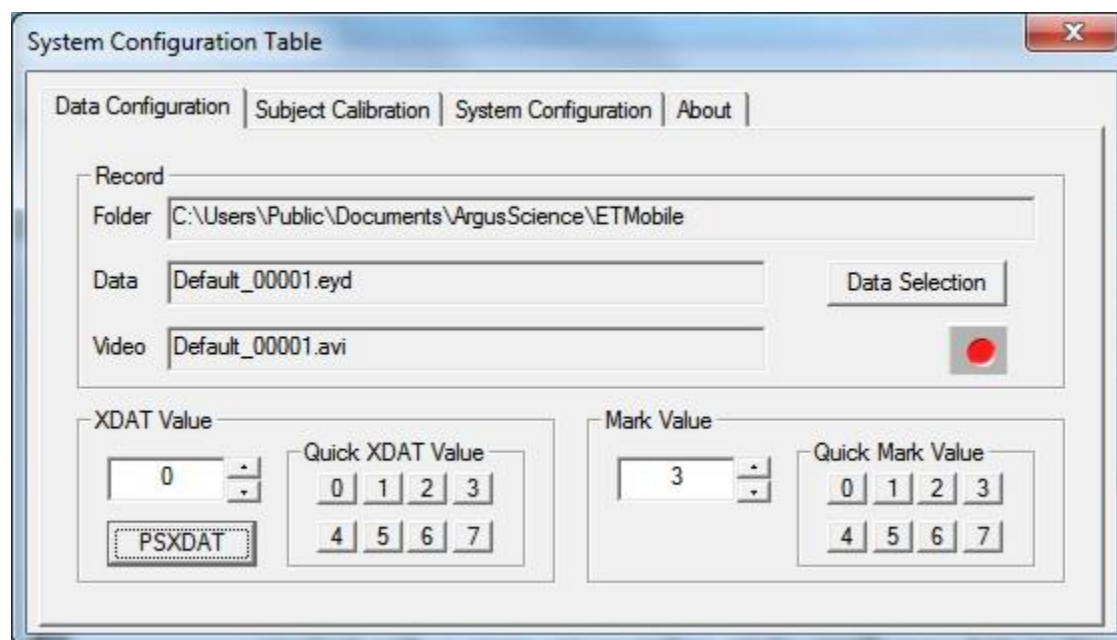 System Configuration Table
Data Configuration Subject Calibration System Configuration About
Record
Folder C:\Users\Public\Documents\ArgusScience\ETMobile
Data Default_00001.eyd Data Selection
Video Default_00001.avi
XDAT Value Mark Value
Quick XDAT Value Quick Mark Value
0 0 1 2 3 3 0 1 2 3
PSXDAT 4 5 6 7 4 5 6 7